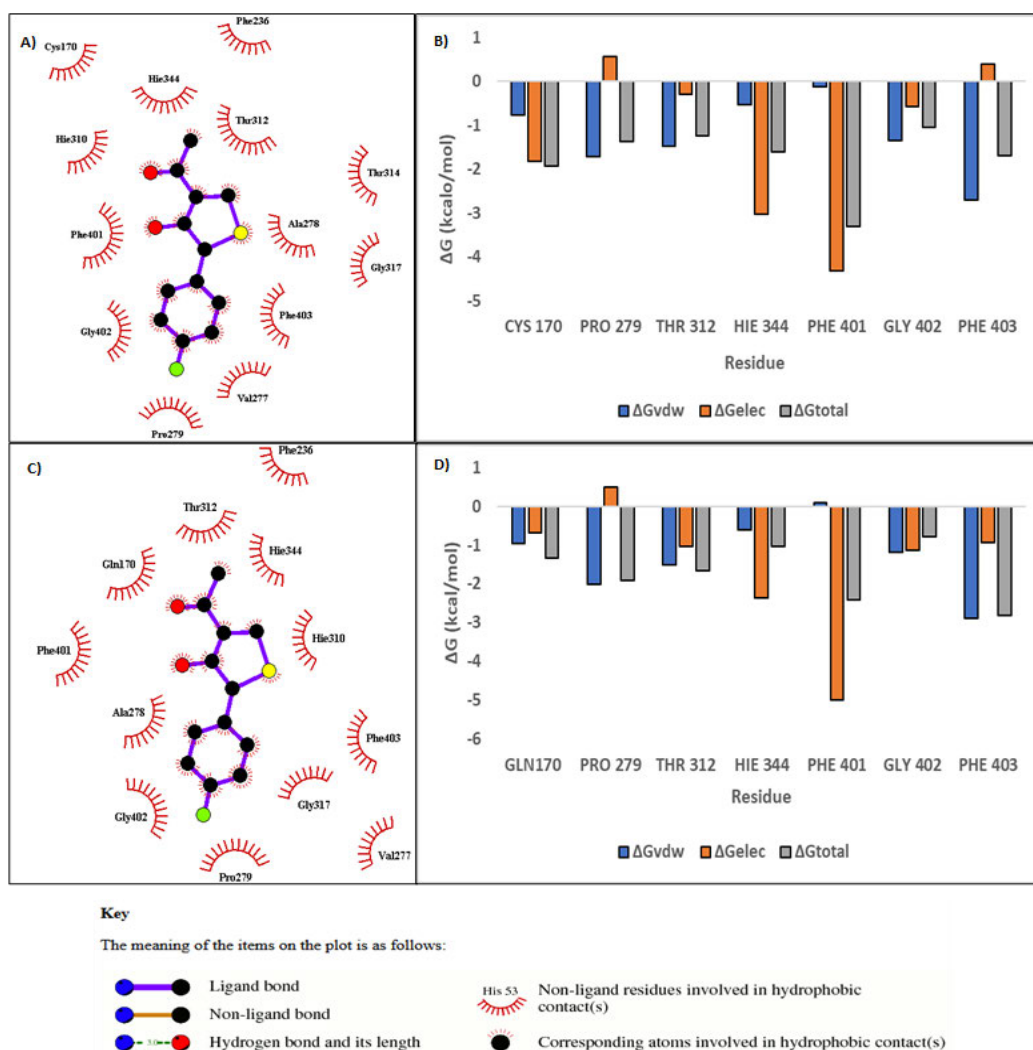 A)
Phe236
Cys170
Hie344
Thr312
Hie310
Thr314
Phe401
Ala278
Gly317
Gly402
Phe403
Val277
Pro279
B)
1
0
-1
-2
-3
-4
-5
ΔG (kcalo/mol)
CYS 170 PRO 279 THR 312 HIE 344 PHE 401 GLY 402 PHE 403
Residue
ΔGvdw ΔGelec ΔGtotal
C)
Phe236
Thr312
Hie344
Gln170
Hie310
Phe401
Ala278
Phe403
Gly317
Gly402
Val277
Pro279
D)
1
0
-1
-2
-3
-4
-5
-6
ΔG (kcal/mol)
GLN170 PRO 279 THR 312 HIE 344 PHE 401 GLY 402 PHE 403
Residue
ΔGvdw ΔGelec ΔGtotal
Key
The meaning of the items on the plot is as follows:
Ligand bond
Non-ligand bond
3.0 Hydrogen bond and its length
His 53 Non-ligand residues involved in hydrophobic
contact(s)
Corresponding atoms involved in hydrophobic contact(s)